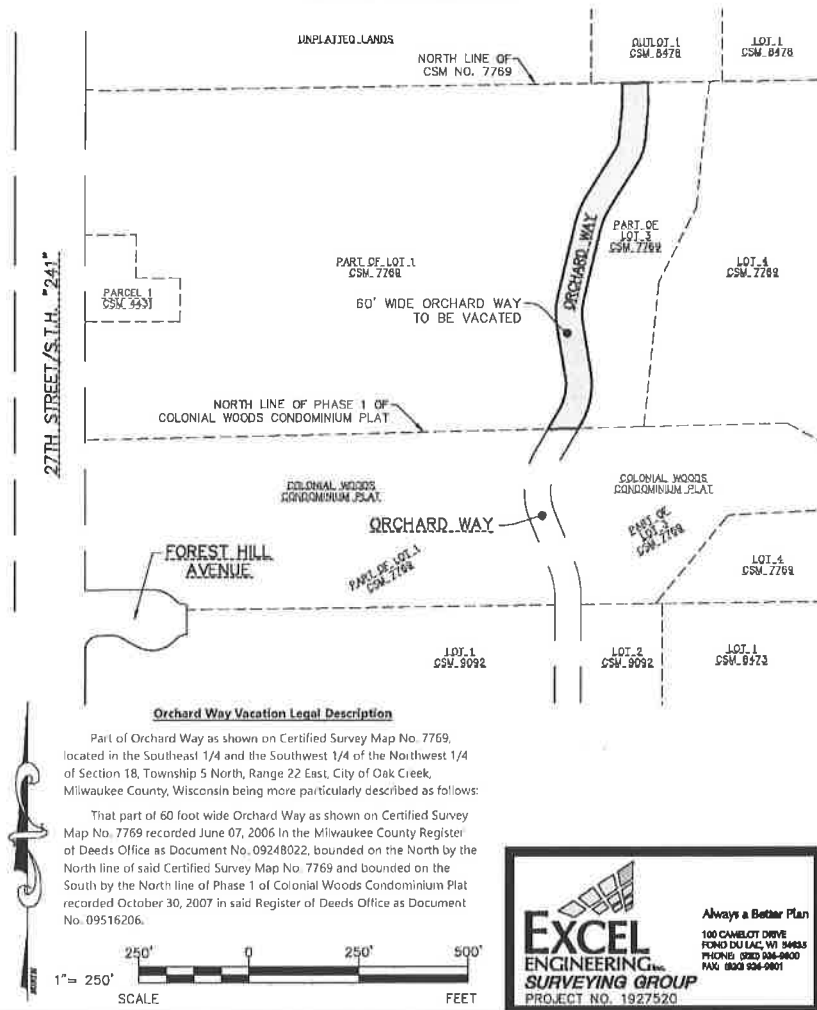 UNPLATTED LANDS
NORTH LINE OF
CSM NO. 7769
OUTLOT 1
CSM 8478
LOT 1
CSM 8478
27TH STREET/S.T.H. "241"
PARCEL 1
CSM 4431
PART OF LOT 1
CSM 7769
ORCHARD WAY
PART OF
LOT 3
CSM 7769
LOT 4
CSM 7769
60' WIDE ORCHARD WAY
TO BE VACATED
NORTH LINE OF PHASE 1 OF
COLONIAL WOODS CONDOMINIUM PLAT
COLONIAL WOODS
CONDOMINIUM PLAT
COLONIAL WOODS
CONDOMINIUM PLAT
ORCHARD WAY
PART OF
LOT 3
CSM 7769
FOREST HILL
AVENUE
PART OF LOT 1
CSM 7769
LOT 4
CSM 7769
LOT 1
CSM 9092
LOT 2
CSM 9092
LOT 1
CSM 8473
Orchard Way Vacation Legal Description
Part of Orchard Way as shown on Certified Survey Map No. 7769,
located in the Southeast 1/4 and the Southwest 1/4 of the Northwest 1/4
of Section 18, Township 5 North, Range 22 East, City of Oak Creek,
Milwaukee County, Wisconsin being more particularly described as follows:
That part of 60 foot wide Orchard Way as shown on Certified Survey
Map No. 7769 recorded June 07, 2006 in the Milwaukee County Register
of Deeds Office as Document No. 09248022, bounded on the North by the
North line of said Certified Survey Map No. 7769 and bounded on the
South by the North line of Phase 1 of Colonial Woods Condominium Plat
recorded October 30, 2007 in said Register of Deeds Office as Document
No. 09516206.
NORTH
250' 0 250' 500'
1"= 250'
SCALE FEET
EXCEL
ENGINEERING INC.
SURVEYING GROUP
PROJECT NO. 1927520
Always a Better Plan
100 CAMELOT DRIVE
FOND DU LAC, WI 54935
PHONE: (920) 926-9800
FAX: (920) 926-9801